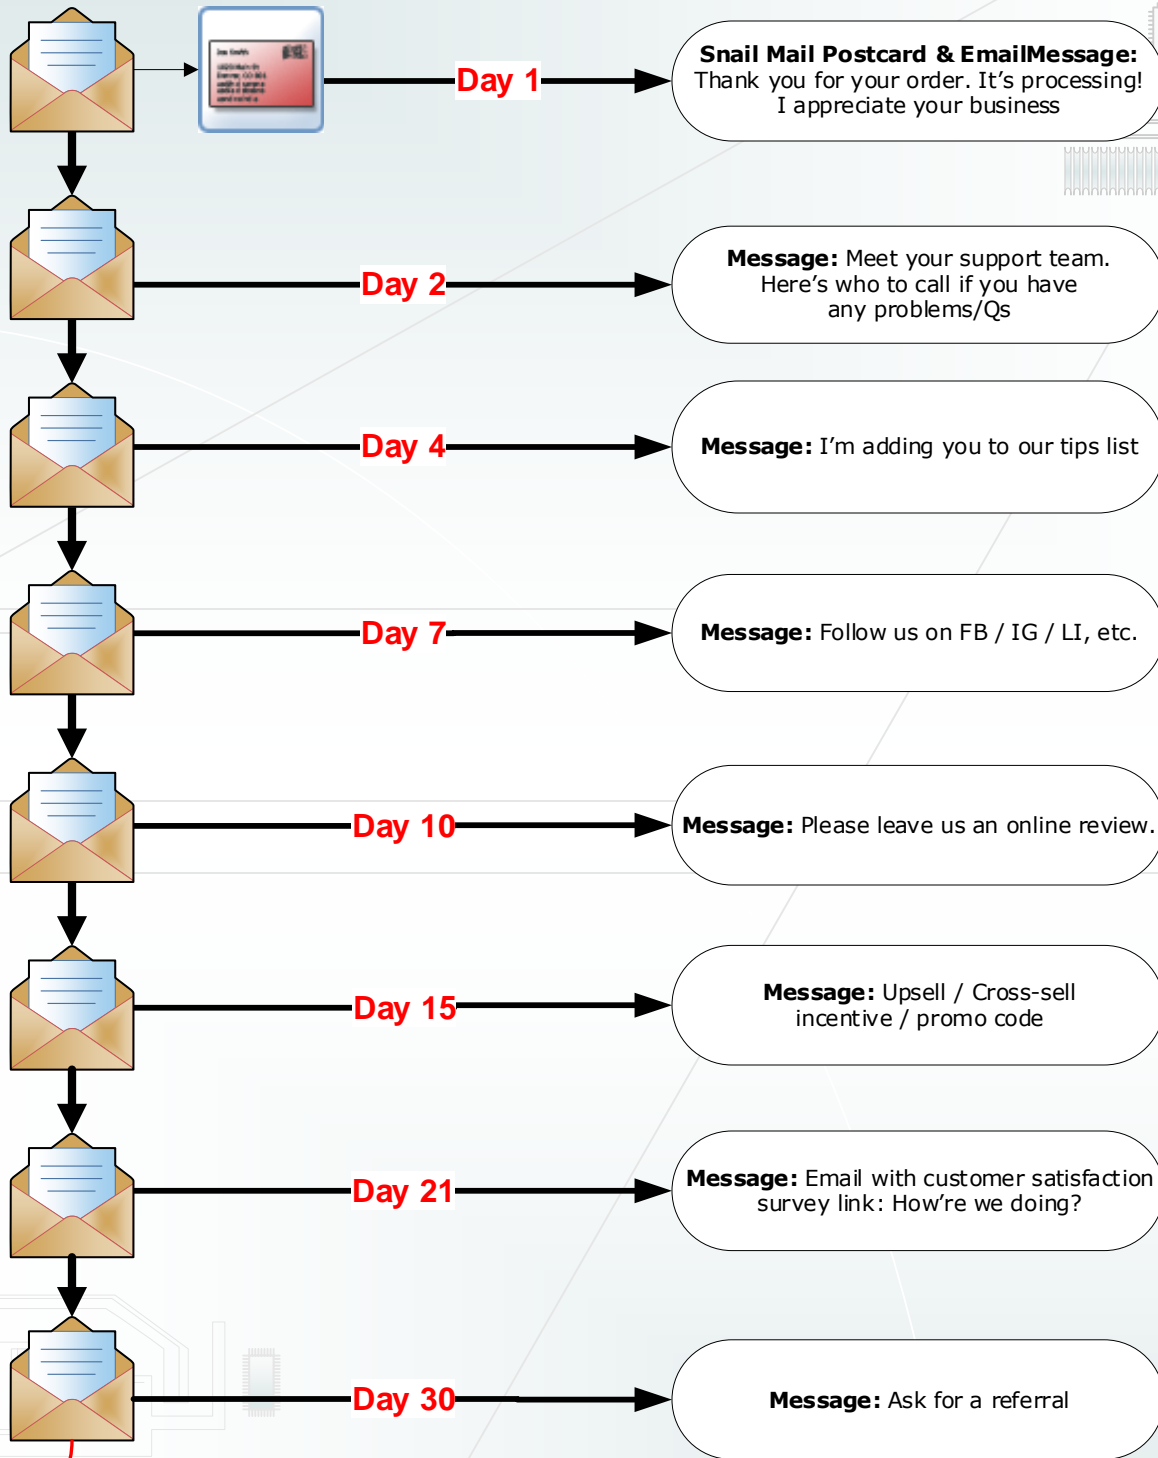 Day 1
Snail Mail Postcard & EmailMessage:
Thank you for your order. It's processing!
I appreciate your business
Day 2
Message: Meet your support team.
Here's who to call if you have
any problems/Qs
Day 4
Message: I'm adding you to our tips list
Day 7
Message: Follow us on FB / IG / LI, etc.
Day 10
Message: Please leave us an online review.
Day 15
Message: Upsell / Cross-sell
incentive / promo code
Day 21
Message: Email with customer satisfaction
survey link: How're we doing?
Day 30
Message: Ask for a referral